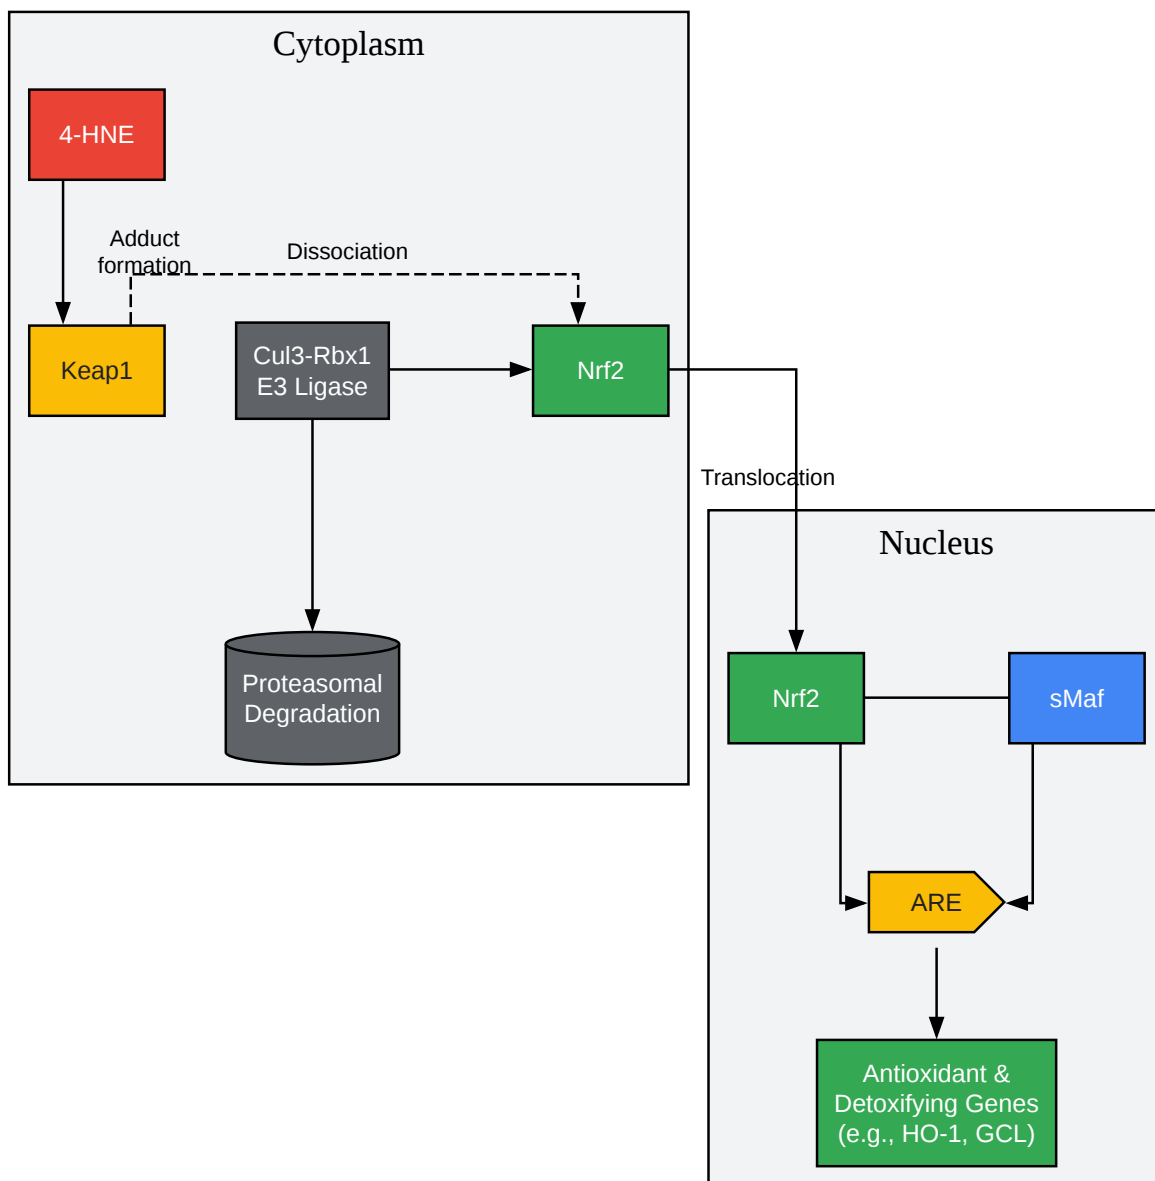 Cytoplasm
4-HNE
Adduct
formation
Dissociation
Keap1
Cul3-Rbx1
E3 Ligase
Nrf2
Translocation
Proteasomal
Degradation
Nucleus
Nrf2
sMaf
ARE
Antioxidant &
Detoxifying Genes
(e.g., HO-1, GCL)